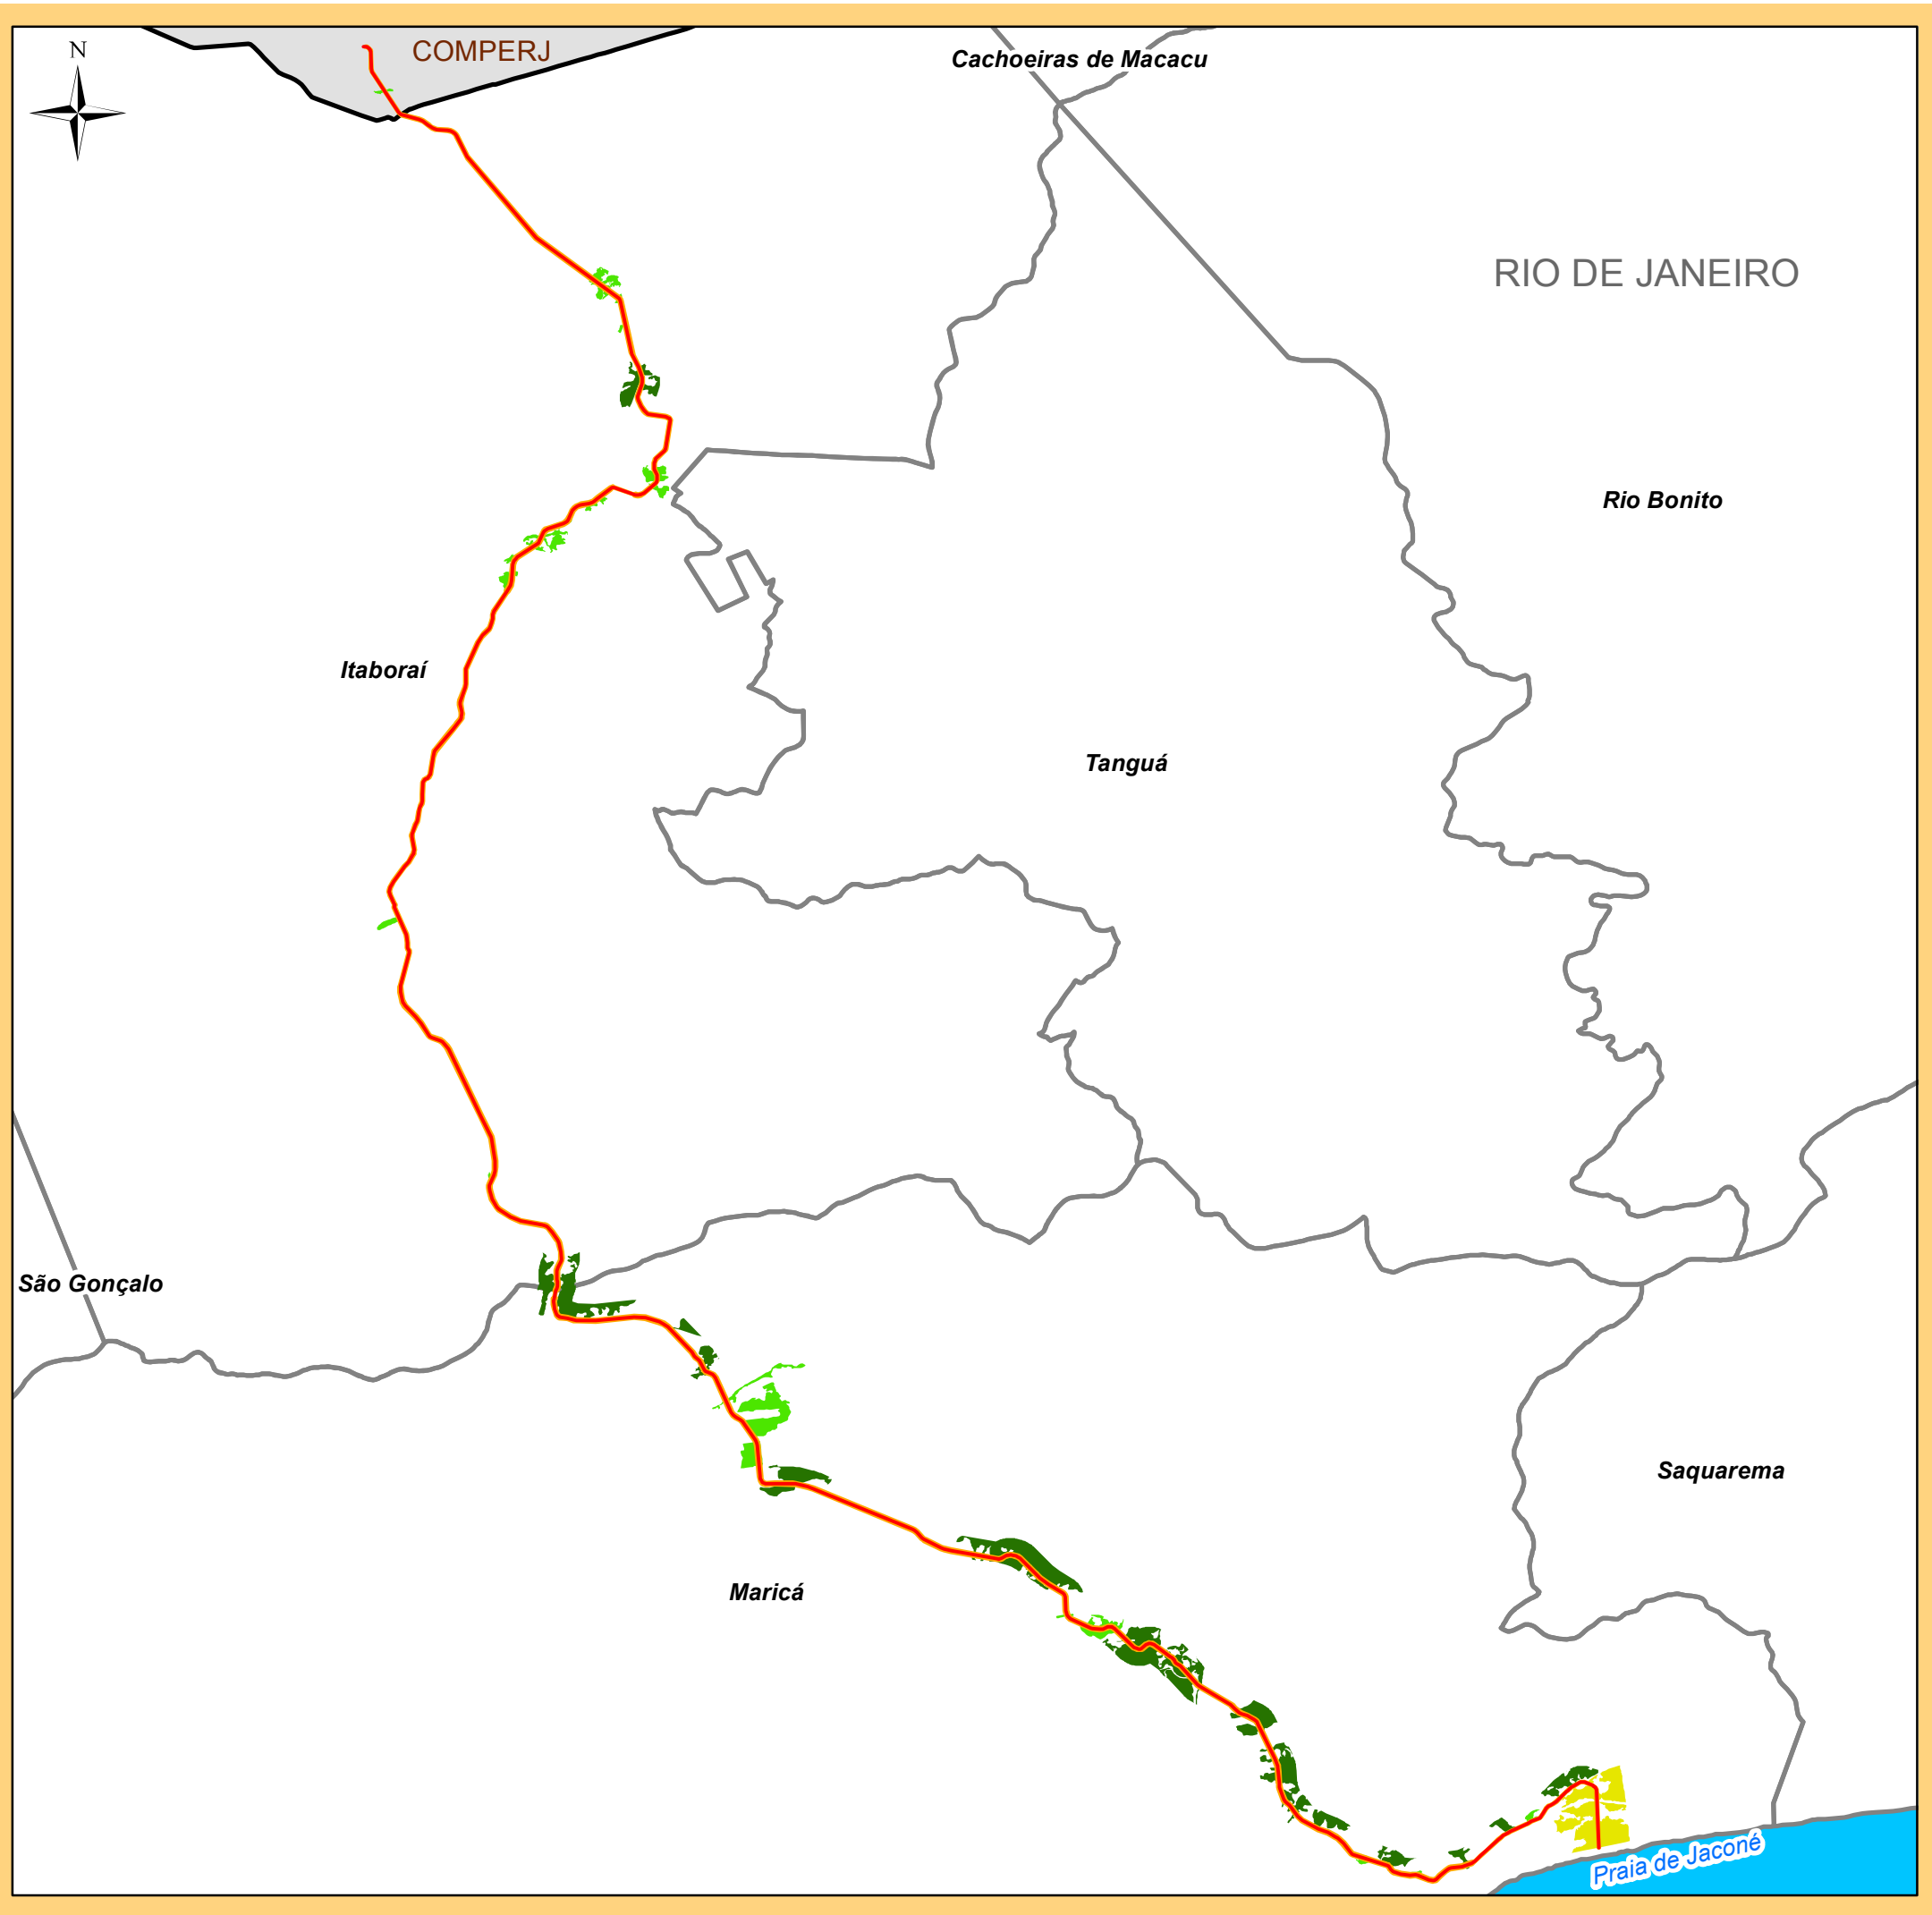 N
COMPERJ
Cachoeiras de Macacu
RIO DE JANEIRO
Rio Bonito
Itaboraí
Tanguá
São Gonçalo
Saquarema
Maricá
Praia de Jaconé